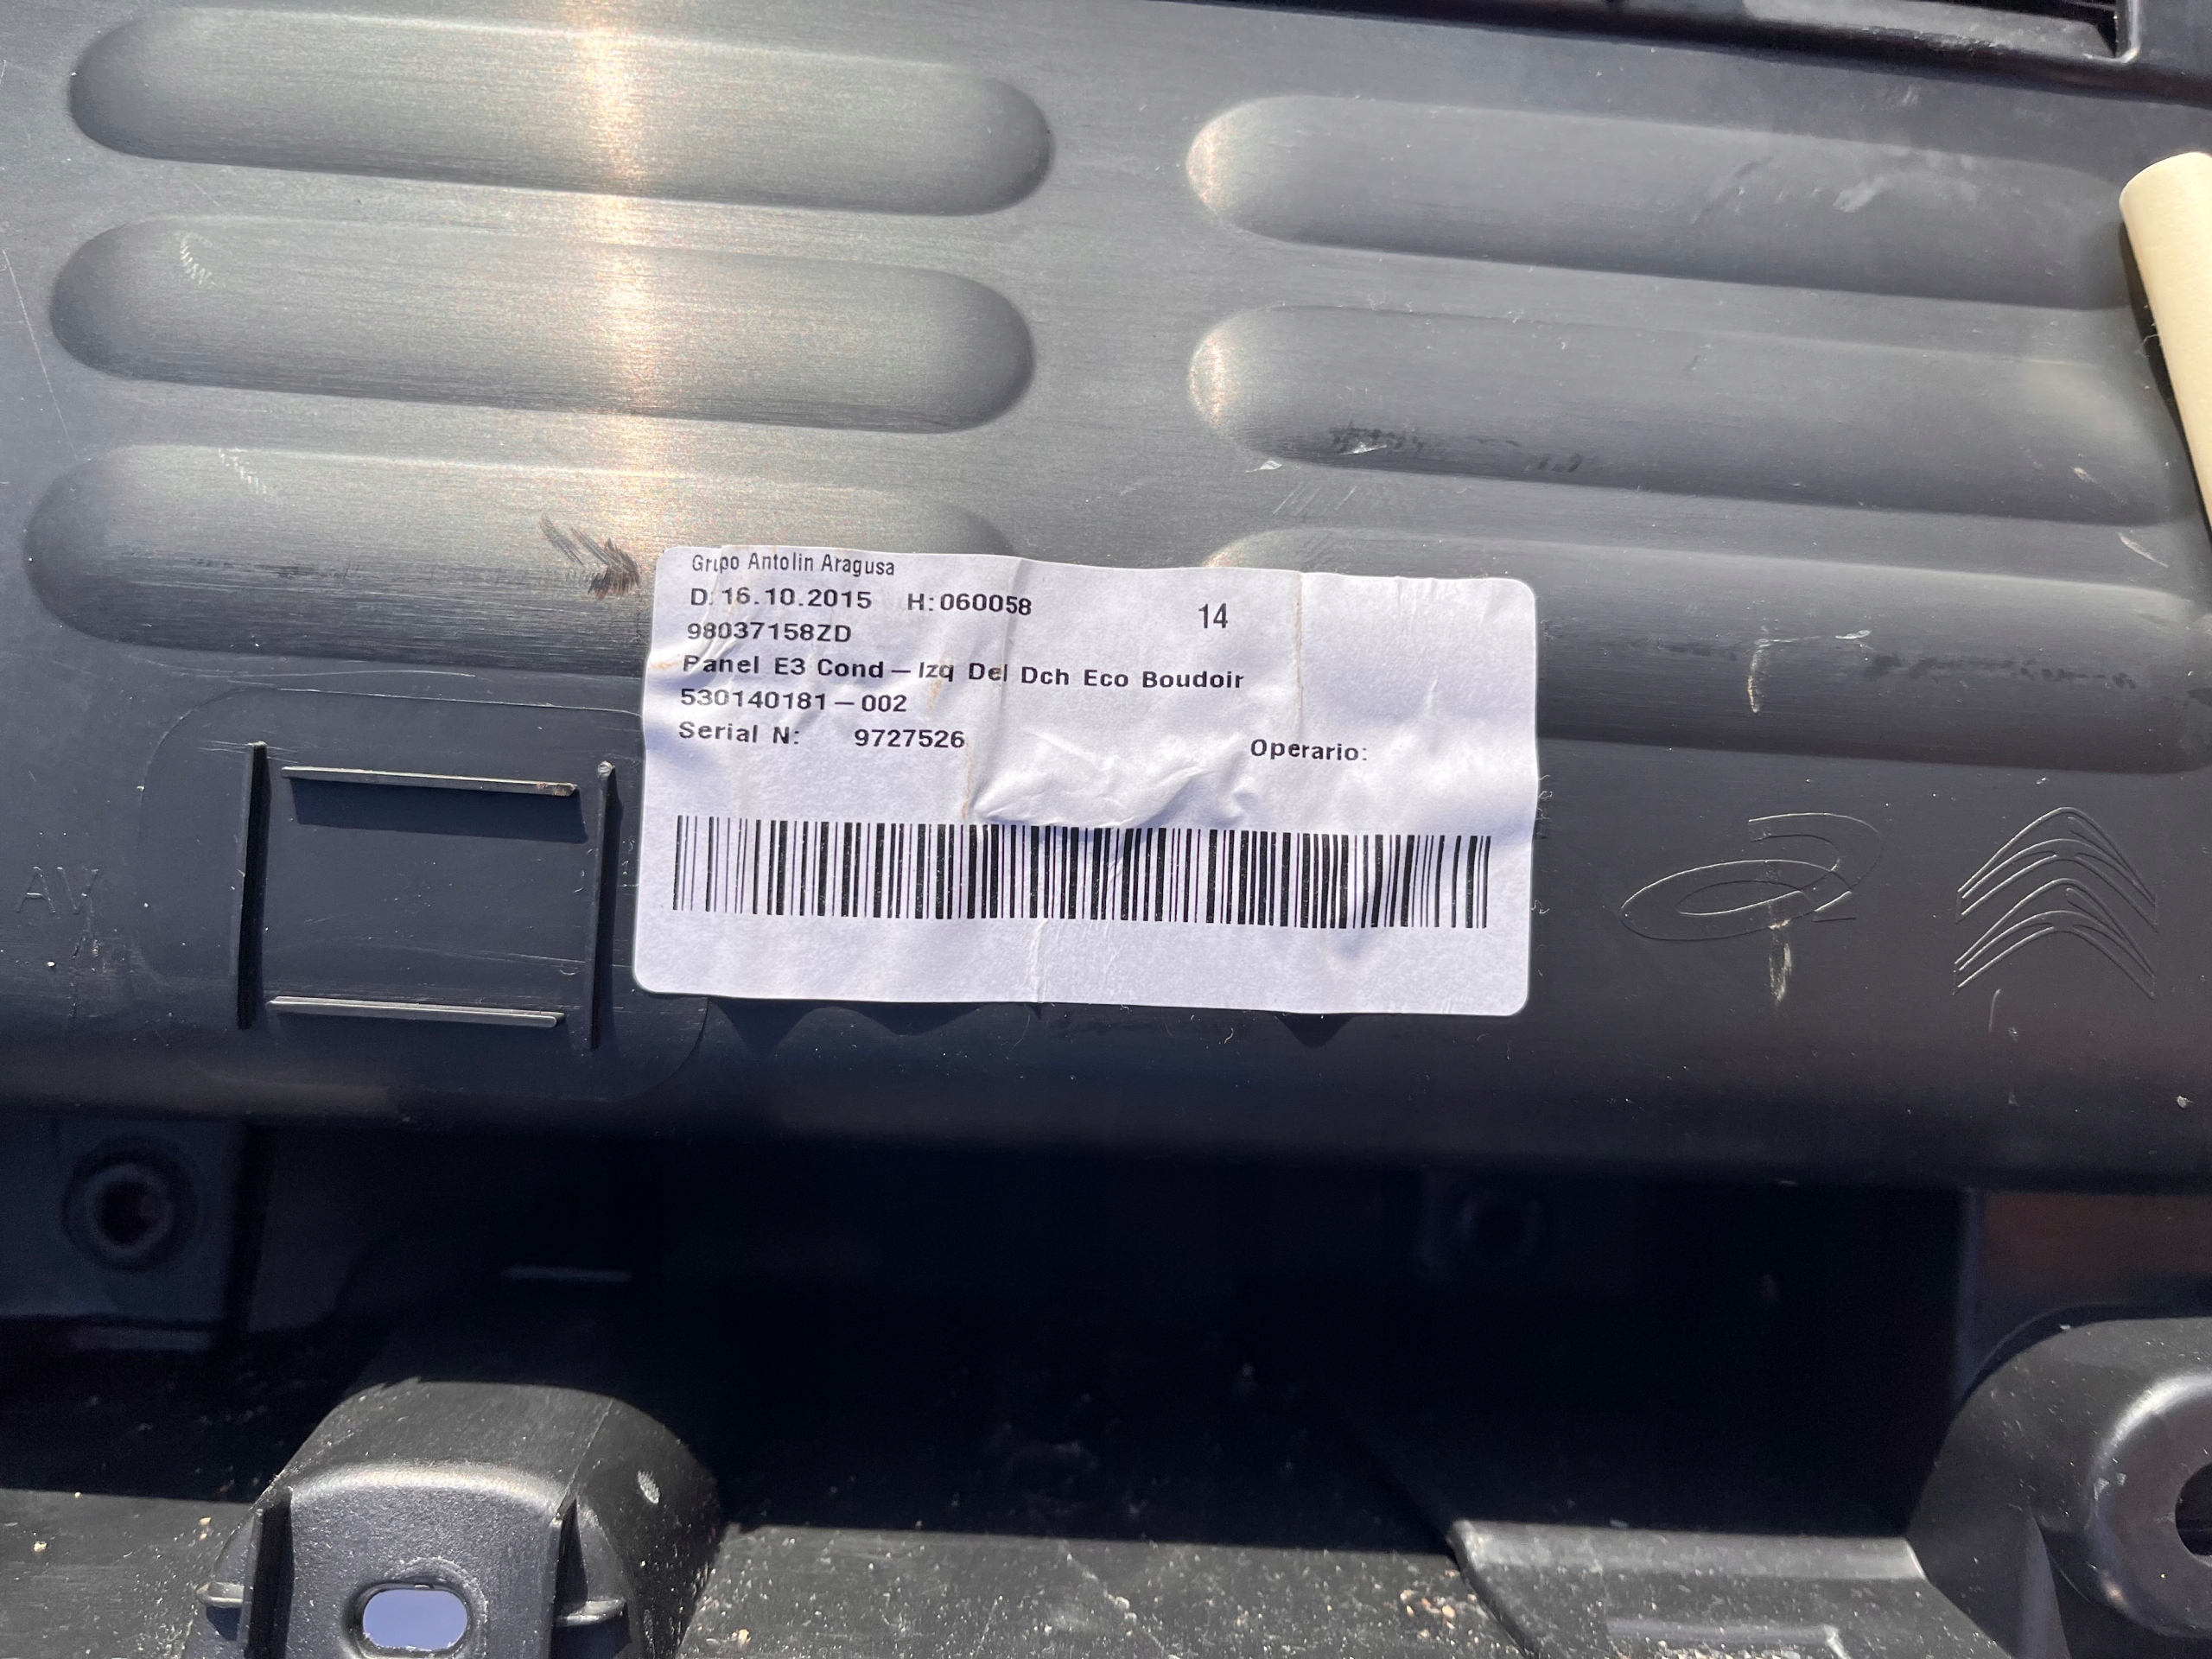 Grupo Antolin Aragusa
D: 16.10.2015 H:060058 14
98037158ZD
Panel E3 Cond – Izq Del Dch Eco Boudoir
530140181 – 002
Serial N: 9727526
Operario:
AV